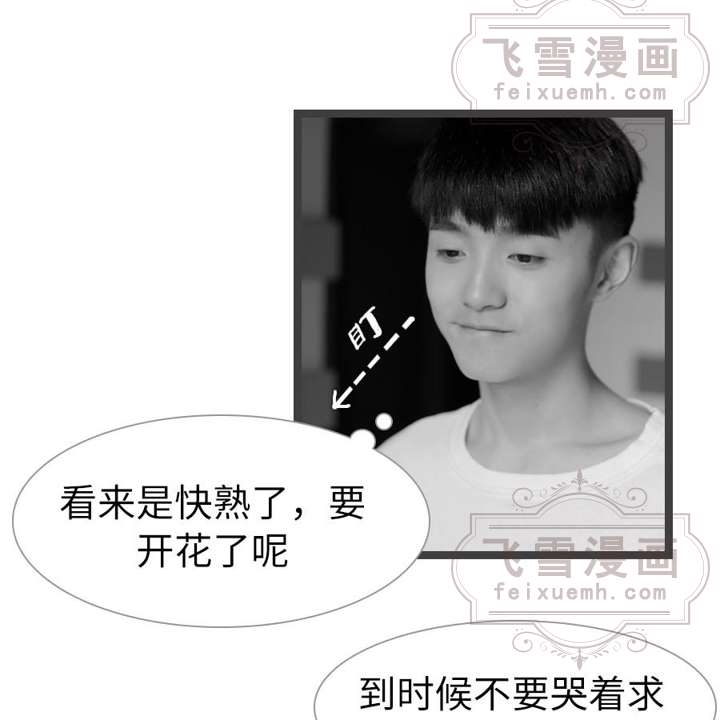 飞雪漫画
feixuemh.com
盯
看来是快熟了，要
开花了呢
飞雪漫画
feixuemh.com
到时候不要哭着求